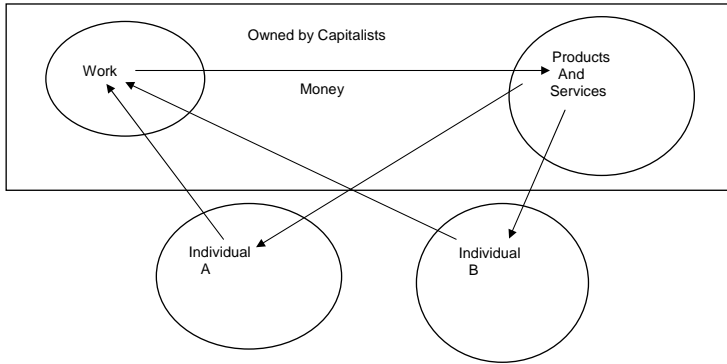 Owned by Capitalists
Work
Products
And
Services
Money
Individual
A
Individual
B